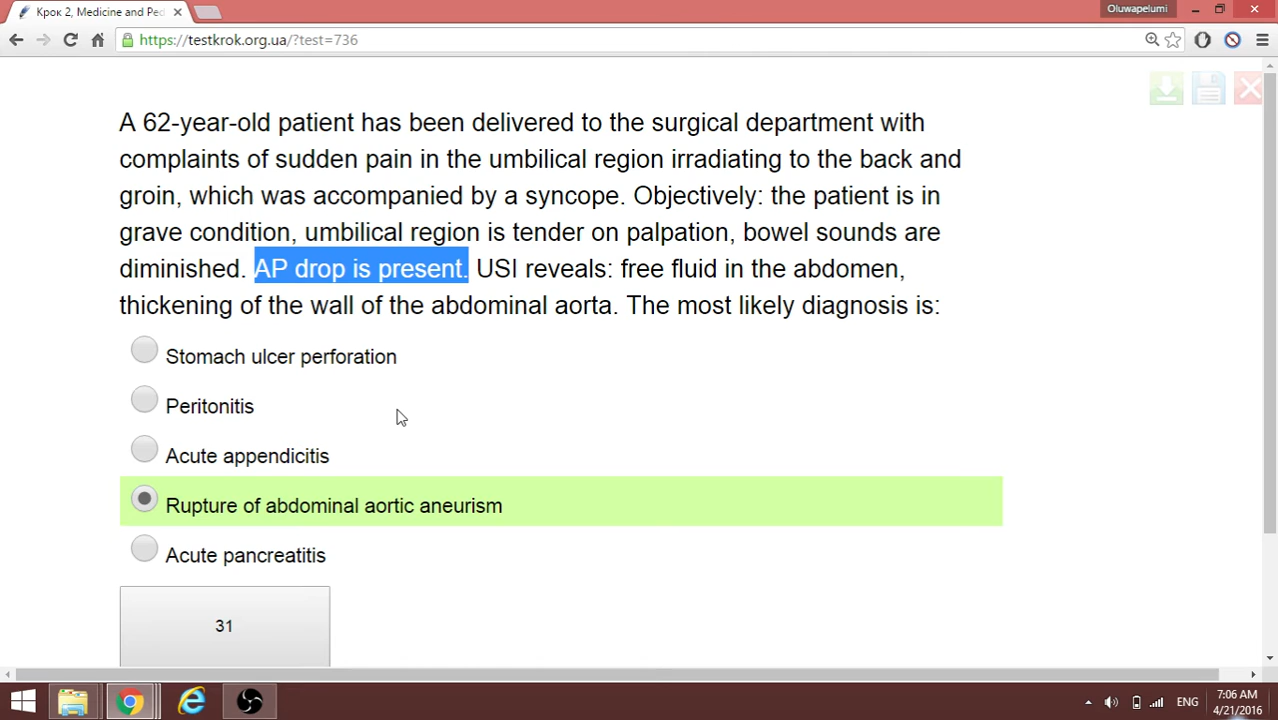 Крок 2, Medicine and Ped
Oluwapelumi
https://testkrok.org.ua/?test=736
A 62-year-old patient has been delivered to the surgical department with
complaints of sudden pain in the umbilical region irradiating to the back and
groin, which was accompanied by a syncope. Objectively: the patient is in
grave condition, umbilical region is tender on palpation, bowel sounds are
diminished. AP drop is present. USI reveals: free fluid in the abdomen,
thickening of the wall of the abdominal aorta. The most likely diagnosis is:
Stomach ulcer perforation
Peritonitis
Acute appendicitis
Rupture of abdominal aortic aneurism
Acute pancreatitis
31
ENG
7:06 AM
4/21/2016